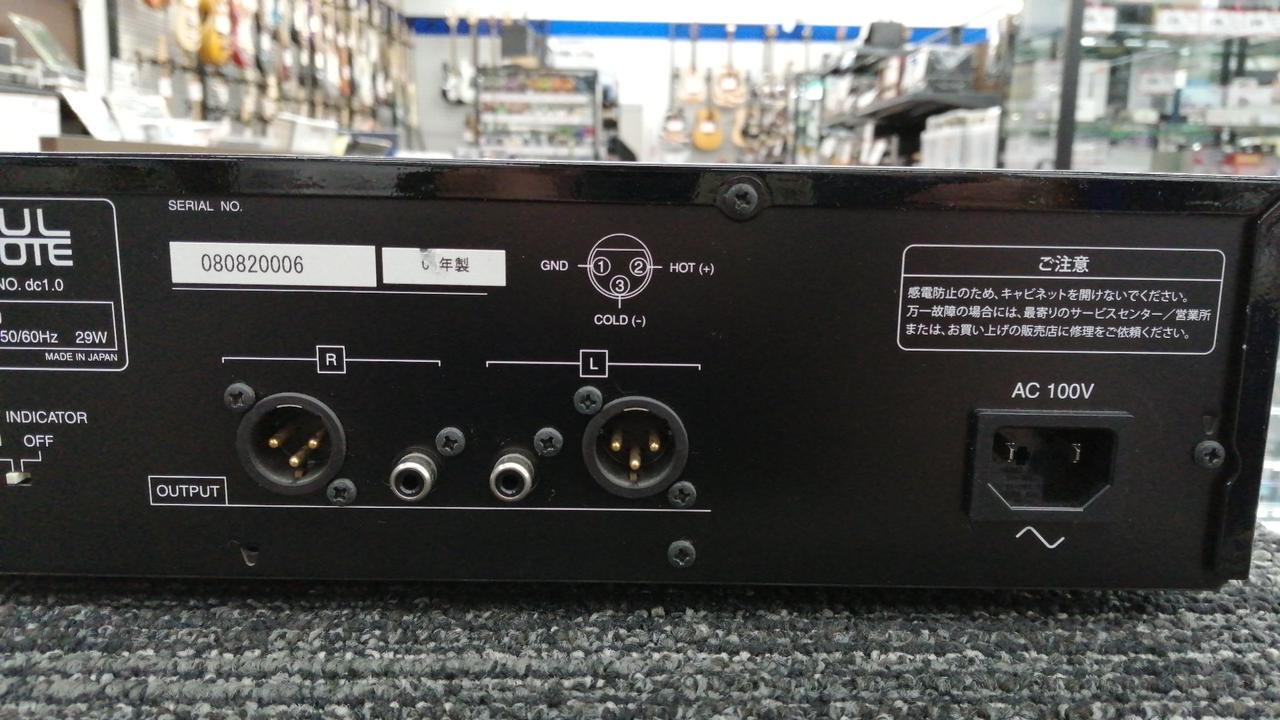 UL
OTE
NO. dc1.0
50/60Hz 29W
MADE IN JAPAN
INDICATOR
OFF
SERIAL NO.
080820006
年製
GND
1
2
3
HOT (+)
COLD (-)
R
L
OUTPUT
ご注意
感電防止のため、キャビネットを開けないでください。
万一故障の場合には、最寄りのサービスセンター／営業所
または、お買い上げの販売店に修理をご依頼ください。
AC 100V